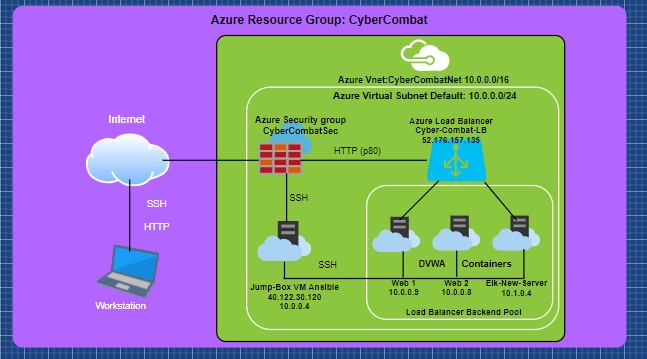 Azure Resource Group: CyberCombat
Azure Vnet:CyberCombatNet 10.0.0.0/16
Azure Virtual Subnet Default: 10.0.0.0/24
Internet
Azure Security group
CyberCombatSec
Azure Load Balancer
Cyber-Combat-LB
52.176.157.135
HTTP (p80)
SSH
HTTP
SSH
SSH
Workstation
Jump-Box VM Ansible
40.122.30.120
10.0.0.4
DVWA Containers
Web 1
10.0.0.9
Web 2
10.0.0.8
Elk-New-Server
10.1.0.4
Load Balancer Backend Pool